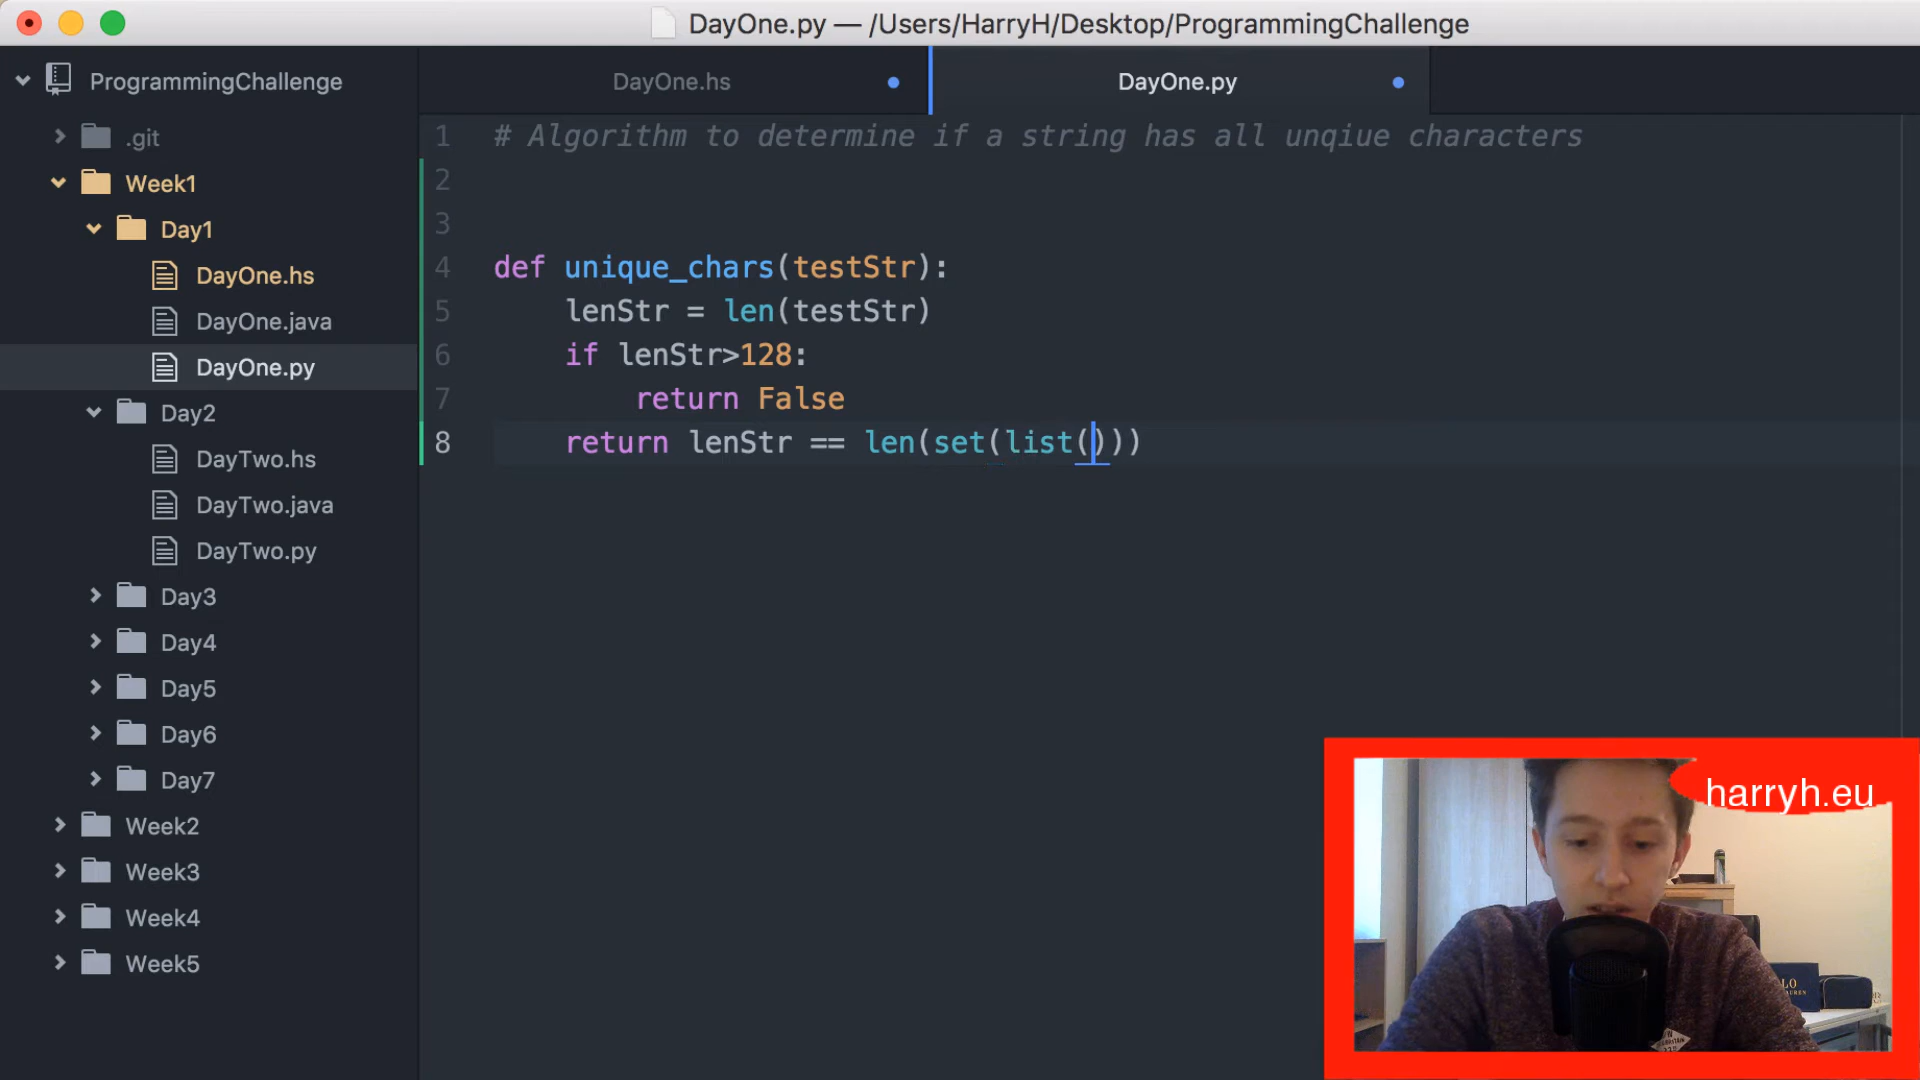 DayOne.py — /Users/HarryH/Desktop/ProgrammingChallenge
ProgrammingChallenge
.git
Week1
Day1
DayOne.hs
DayOne.java
DayOne.py
Day2
DayTwo.hs
DayTwo.java
DayTwo.py
Day3
Day4
Day5
Day6
Day7
Week2
Week3
Week4
Week5
DayOne.hs
DayOne.py
1 # Algorithm to determine if a string has all unqiue characters
2
3
4 def unique_chars(testStr):
5 lenStr = len(testStr)
6 if lenStr>128:
7 return False
8 return lenStr == len(set(list()))
harryh.eu